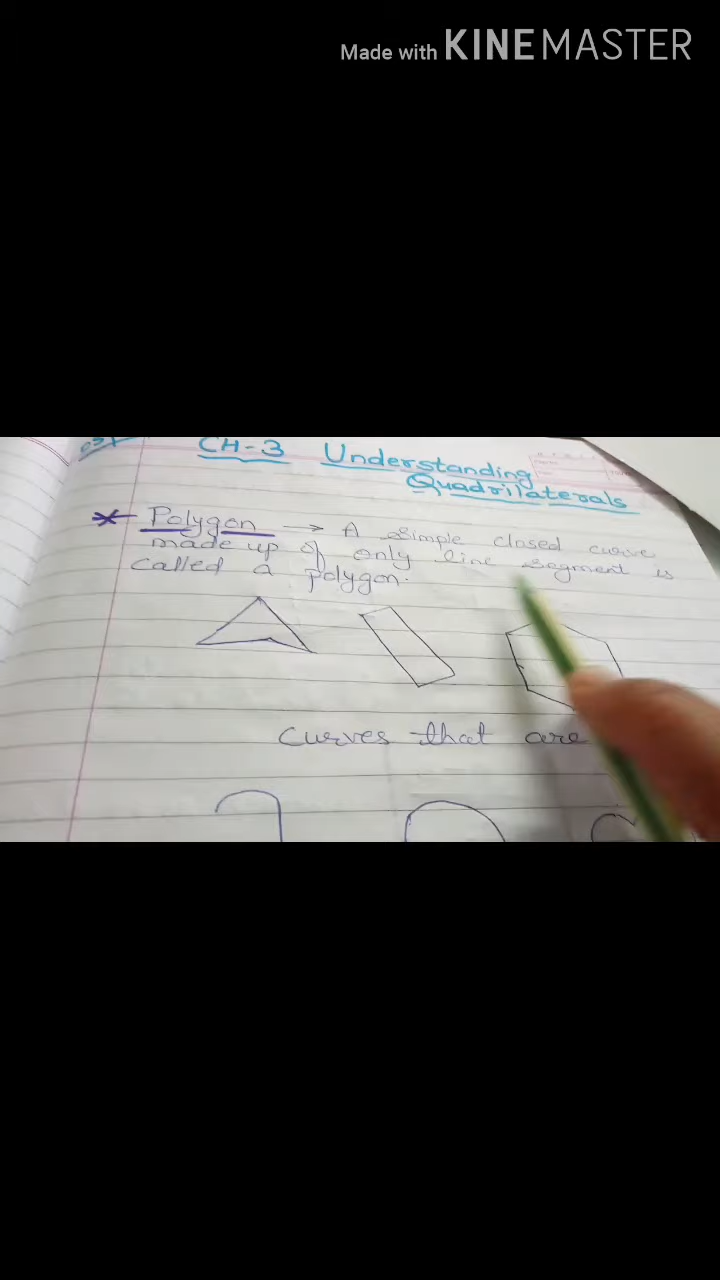 Made with KINEMASTER
CH-3 Understanding
Quadrilaterals
Polygon → A simple closed curve
made up of only line segment is
called a polygon.
curves that are